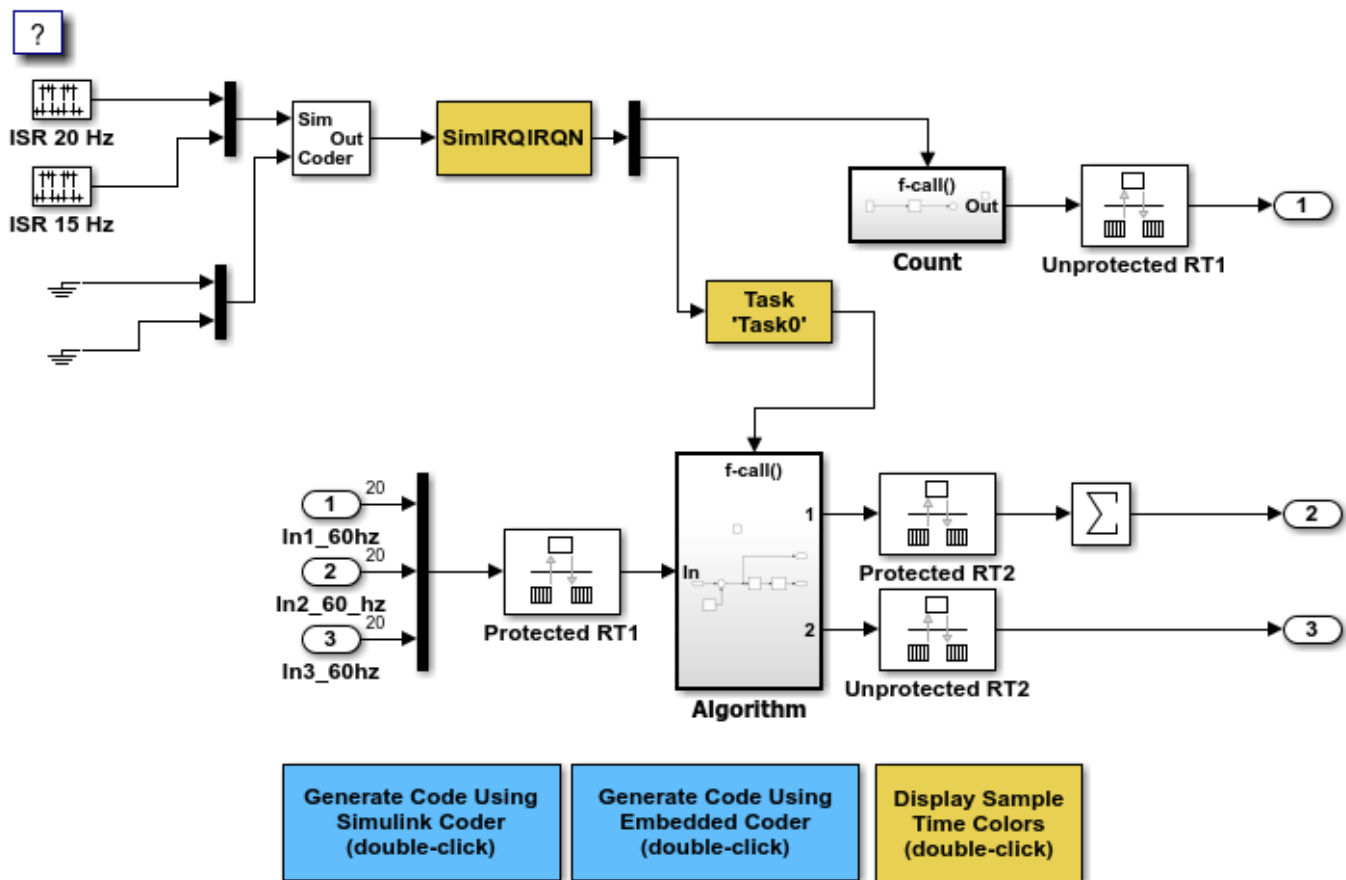 ?
ISR 20 Hz
ISR 15 Hz
Sim
Out
Coder
SimIRQIRQN
f-call()
Out
Count
Unprotected RT1
1
Task
'Task0'
20
1
In1_60hz
20
2
In2_60_hz
20
3
In3_60hz
Protected RT1
f-call()
In
1
2
Algorithm
Protected RT2
Σ
2
Unprotected RT2
3
Generate Code Using
Simulink Coder
(double-click)
Generate Code Using
Embedded Coder
(double-click)
Display Sample
Time Colors
(double-click)